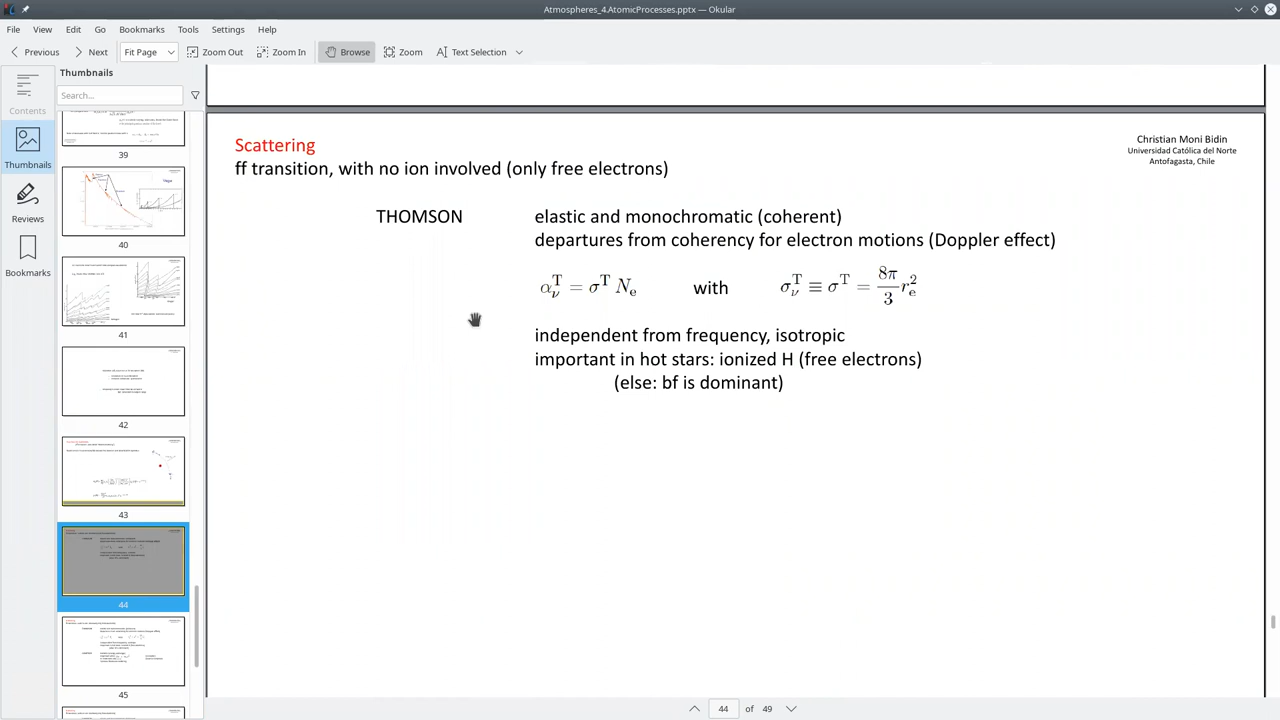 Atmospheres_4.AtomicProcesses.pptx — Okular
File View Edit Go Bookmarks Tools Settings Help
Previous Next Fit Page Zoom Out Zoom In Browse Zoom Text Selection
Thumbnails
Contents
Search...
Thumbnails
Reviews
Bookmarks
39
40
41
42
43
44
45
Scattering
ff transition, with no ion involved (only free electrons)
Christian Moni Bidin
Universidad Católica del Norte
Antofagasta, Chile
THOMSON elastic and monochromatic (coherent)
departures from coherency for electron motions (Doppler effect)
α_ν^T = σ^T N_e with σ_ν^T ≡ σ^T = 8π/3 r_e^2
independent from frequency, isotropic
important in hot stars: ionized H (free electrons)
(else: bf is dominant)
44 of 45